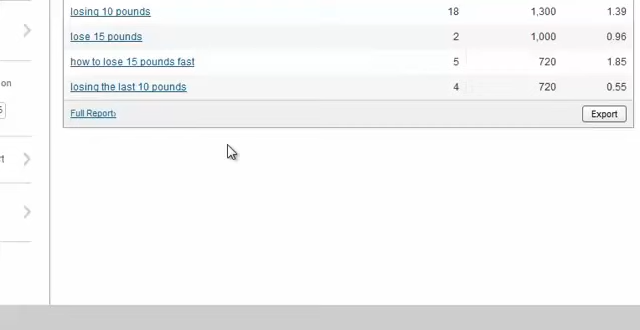 losing 10 pounds 18 1,300 1.39
lose 15 pounds 2 1,000 0.96
on
how to lose 15 pounds fast 5 720 1.85
losing the last 10 pounds 4 720 0.55
Full Report› Export